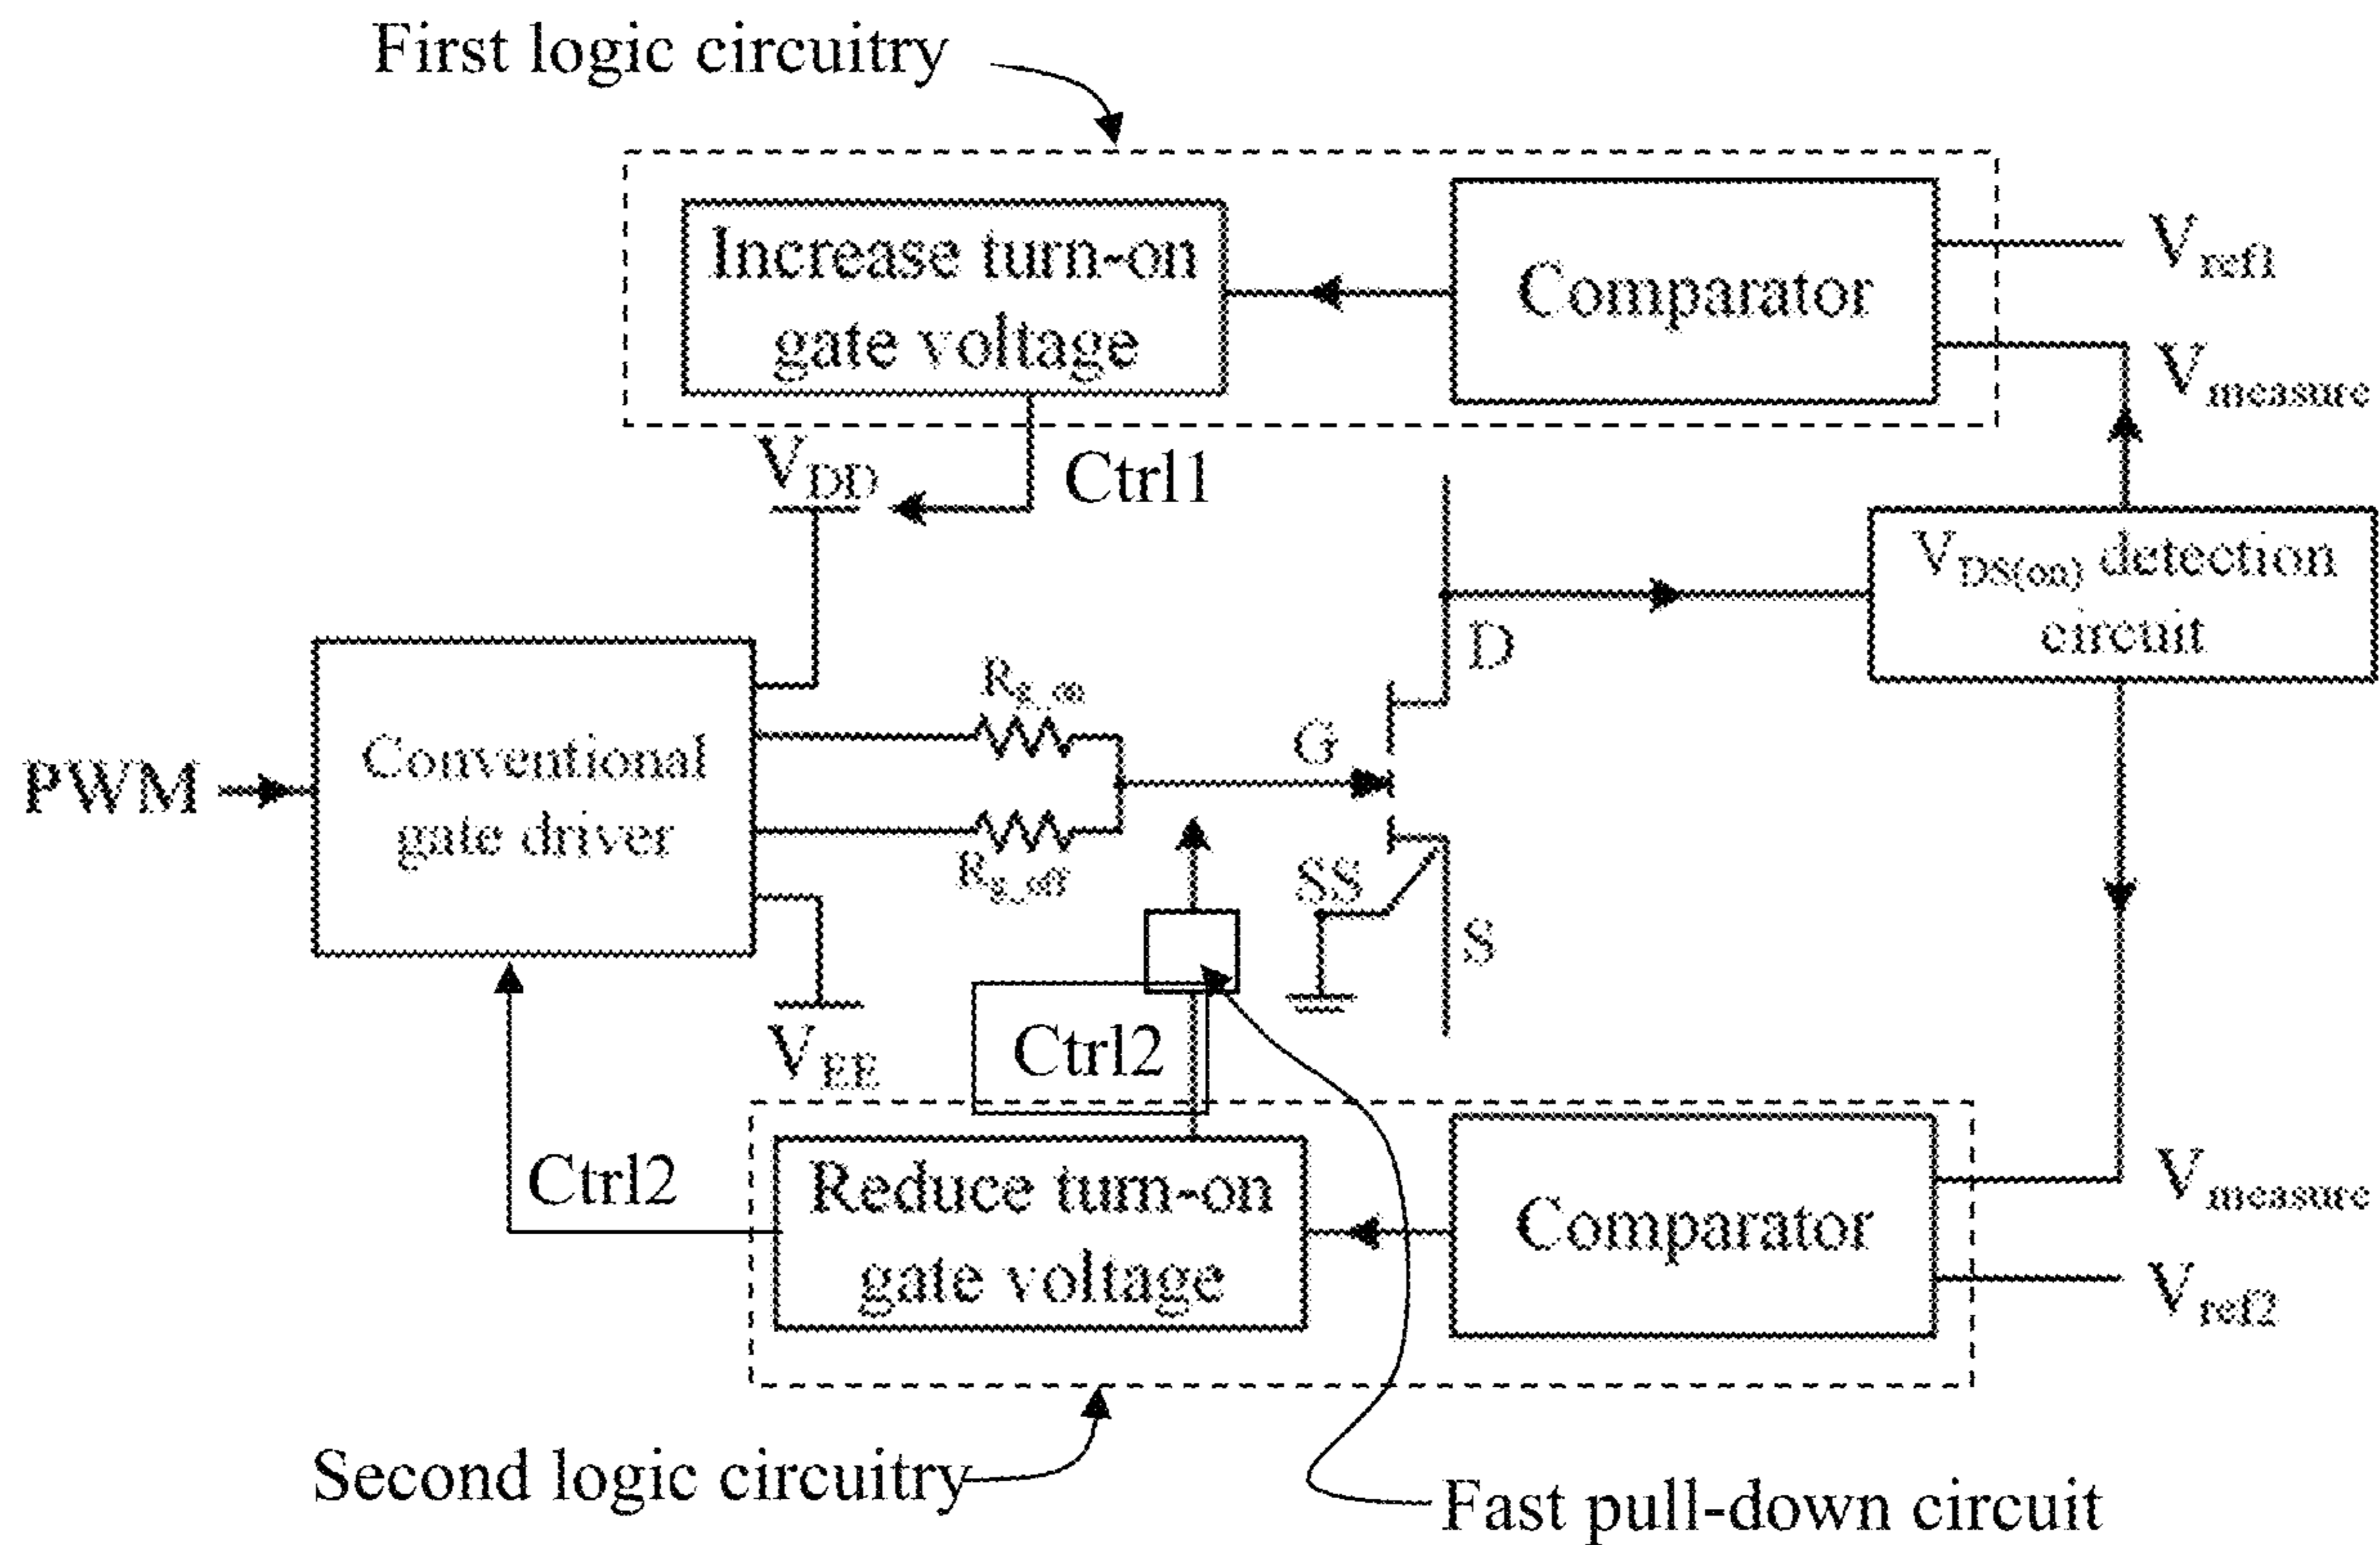 First logic circuitry
Increase turn-on
gate voltage
Comparator
Vref1
Vmeasure
VDD
Ctrl1
VDS(on) detection
circuit
D
Rg_on
G
PWM
Conventional
gate driver
Rg_off
SS
S
VEE
Ctrl2
Ctrl2
Reduce turn-on
gate voltage
Comparator
Vmeasure
Vref2
Second logic circuitry
Fast pull-down circuit